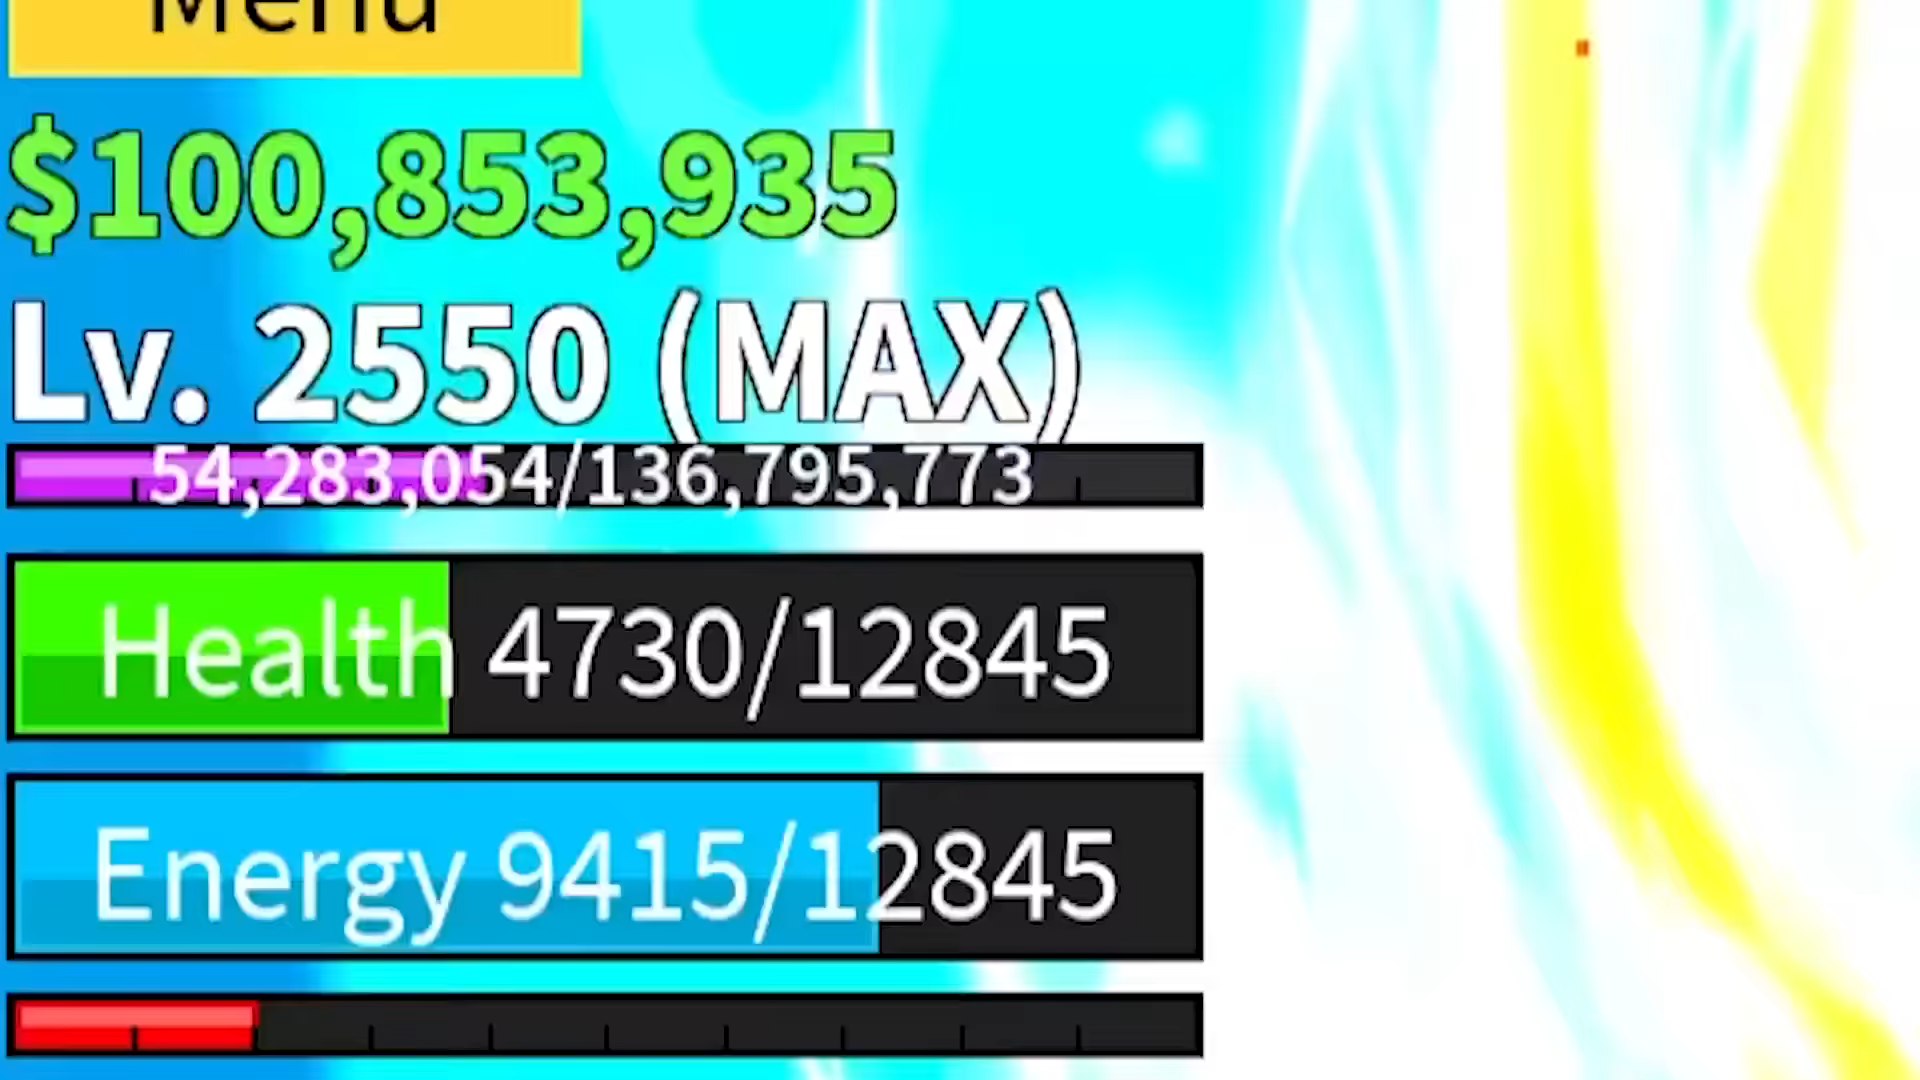 Menu
$100,853,935
Lv. 2550 (MAX)
54,283,054/136,795,773
Health 4730/12845
Energy 9415/12845